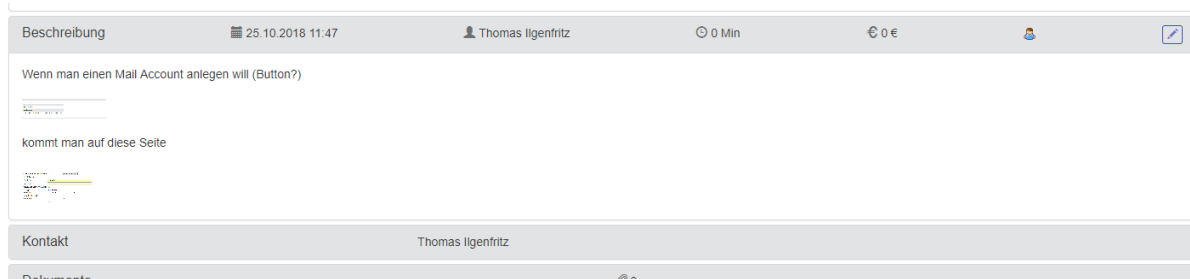 Beschreibung 25.10.2018 11:47 Thomas Ilgenfritz 0 Min € 0 €
Wenn man einen Mail Account anlegen will (Button?)
kommt man auf diese Seite
Kontakt Thomas Ilgenfritz